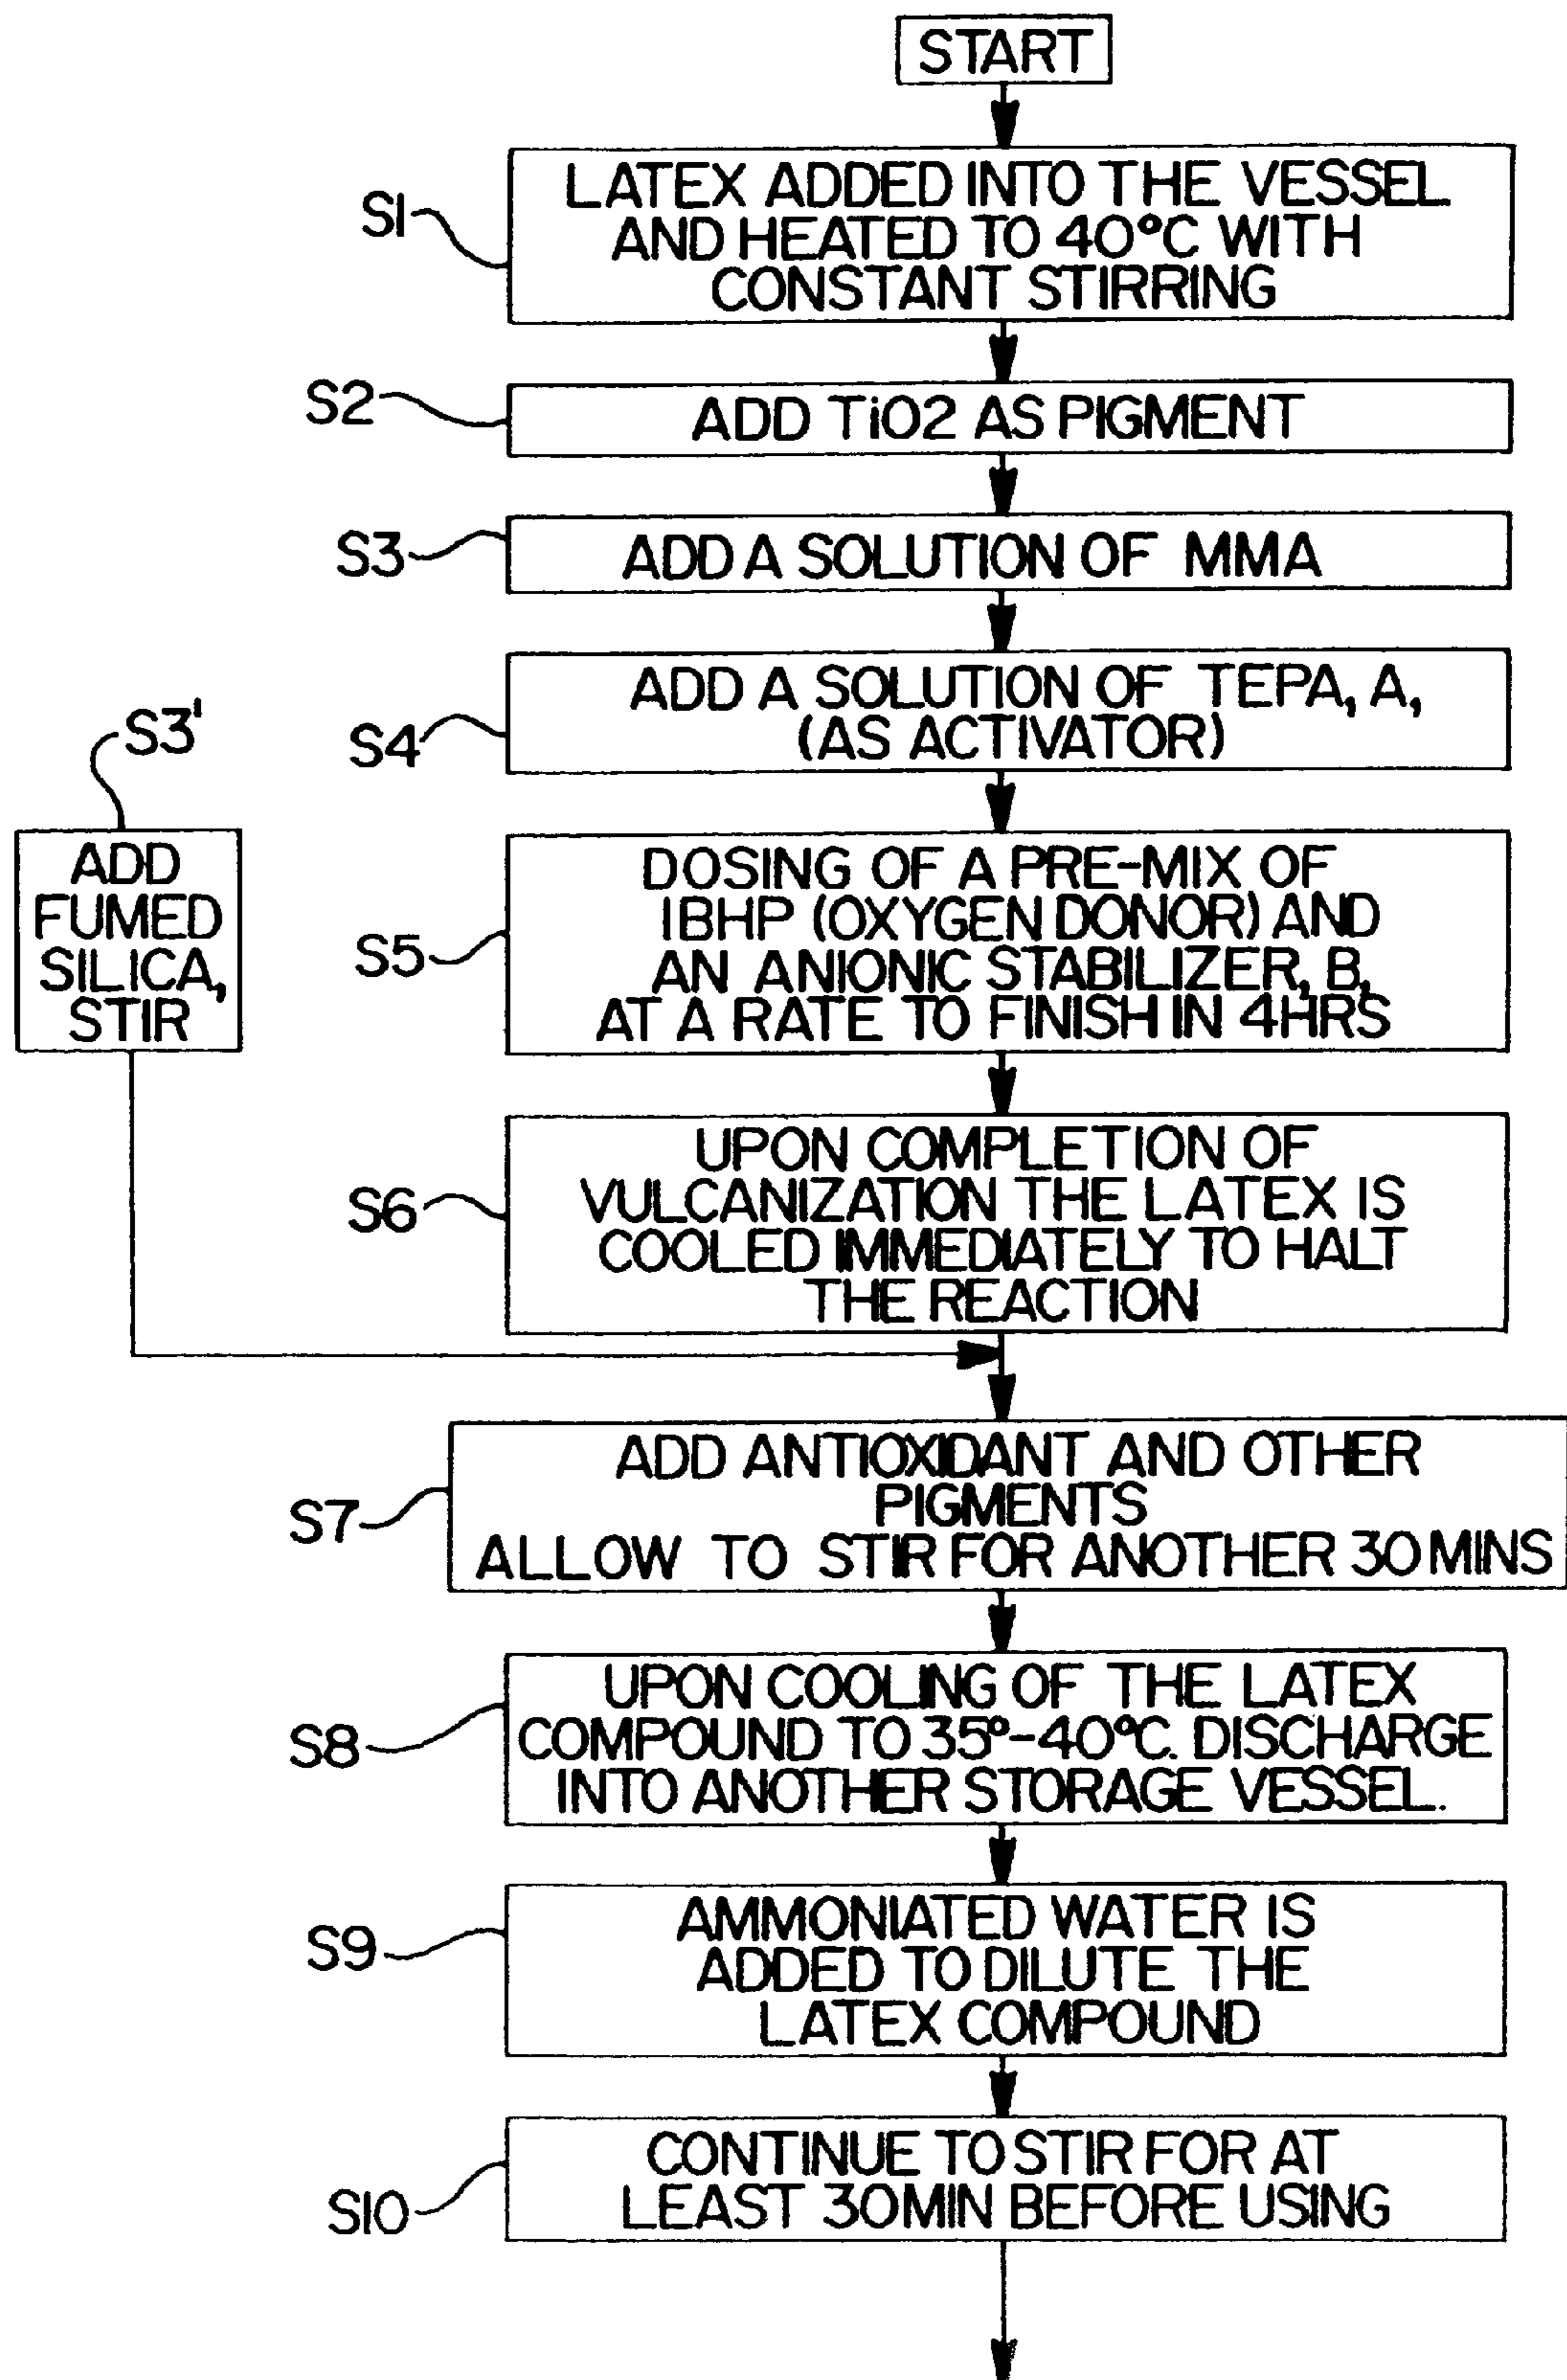 START
S1
LATEX ADDED INTO THE VESSEL
AND HEATED TO 40°C WITH
CONSTANT STIRRING
S2
ADD TiO2 AS PIGMENT
S3
ADD A SOLUTION OF MMA
S4
ADD A SOLUTION OF TEPA, A,
(AS ACTIVATOR)
S3'
ADD
FUMED
SILICA,
STIR
S5
DOSING OF A PRE-MIX OF
IBHP (OXYGEN DONOR) AND
AN ANIONIC STABILIZER, B,
AT A RATE TO FINISH IN 4HRS
S6
UPON COMPLETION OF
VULCANIZATION THE LATEX IS
COOLED IMMEDIATELY TO HALT
THE REACTION
S7
ADD ANTIOXIDANT AND OTHER
PIGMENTS
ALLOW TO STIR FOR ANOTHER 30 MINS
S8
UPON COOLING OF THE LATEX
COMPOUND TO 35°-40°C. DISCHARGE
INTO ANOTHER STORAGE VESSEL.
S9
AMMONIATED WATER IS
ADDED TO DILUTE THE
LATEX COMPOUND
S10
CONTINUE TO STIR FOR AT
LEAST 30MIN BEFORE USING